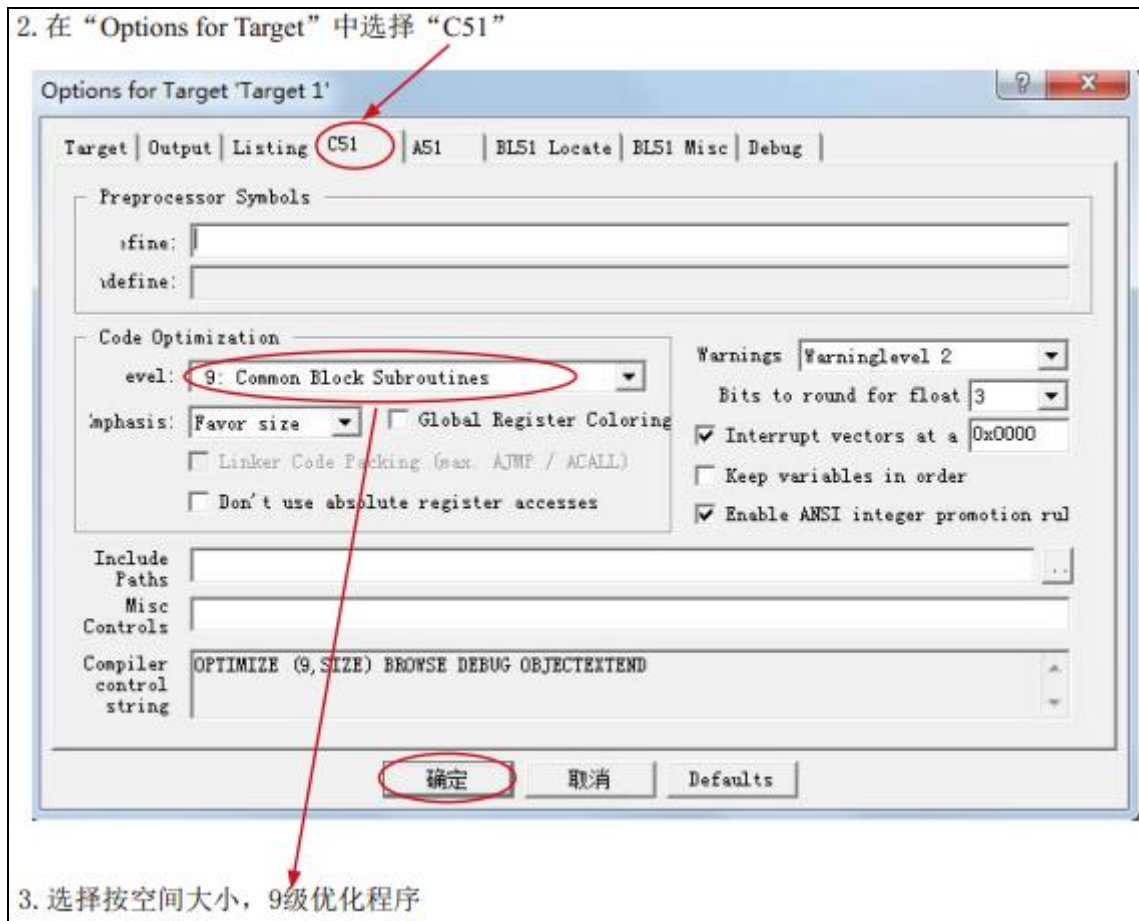 2. 在“Options for Target”中选择“C51”
Options for Target 'Target 1'
Target Output Listing C51 A51 BL51 Locate BL51 Misc Debug
Preprocessor Symbols
efine:
ndefine:
Code Optimization
evel: 9: Common Block Subroutines
Warnings Warninglevel 2
Bits to round for float 3
mphasis: Favor size Global Register Coloring
Interrupt vectors at a 0x0000
Linker Code Packing (max. AJMP / ACALL)
Keep variables in order
Don't use absolute register accesses
Enable ANSI integer promotion rul
Include
Paths
..
Misc
Controls
Compiler
control
string
OPTIMIZE (9,SIZE) BROWSE DEBUG OBJECTEXTEND
确定 取消 Defaults
3. 选择按空间大小，9级优化程序